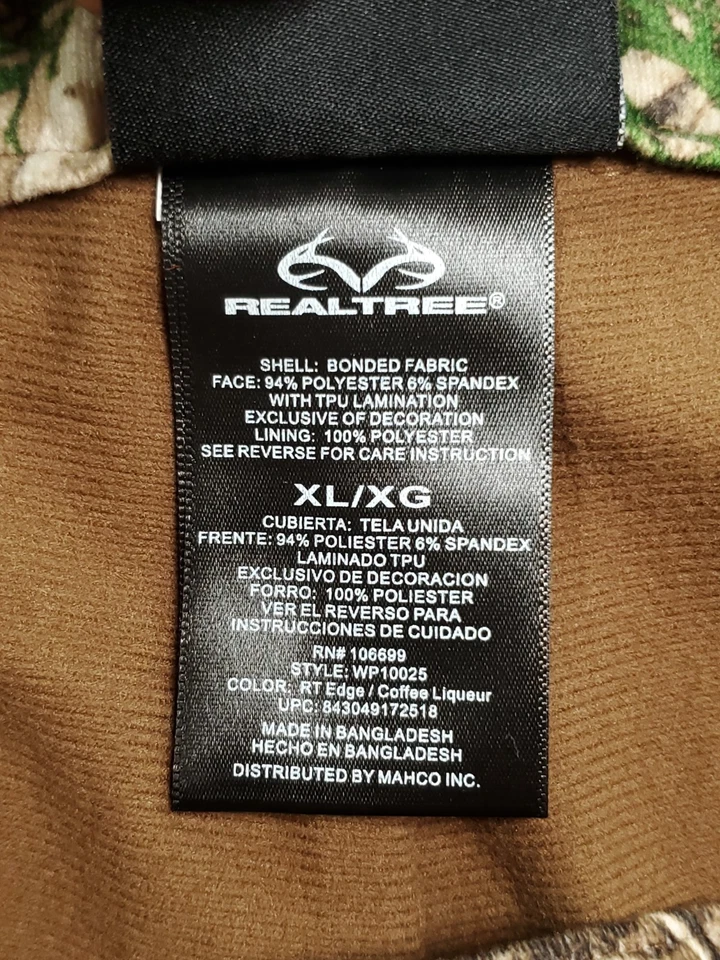 REALTREE®
SHELL: BONDED FABRIC
FACE: 94% POLYESTER 6% SPANDEX
WITH TPU LAMINATION
EXCLUSIVE OF DECORATION
LINING: 100% POLYESTER
SEE REVERSE FOR CARE INSTRUCTION
XL/XG
CUBIERTA: TELA UNIDA
FRENTE: 94% POLIESTER 6% SPANDEX
LAMINADO TPU
EXCLUSIVO DE DECORACION
FORRO: 100% POLIESTER
VER EL REVERSO PARA
INSTRUCCIONES DE CUIDADO
RN# 106699
STYLE: WP10025
COLOR: RT Edge / Coffee Liqueur
UPC: 843049172518
MADE IN BANGLADESH
HECHO EN BANGLADESH
DISTRIBUTED BY MAHCO INC.